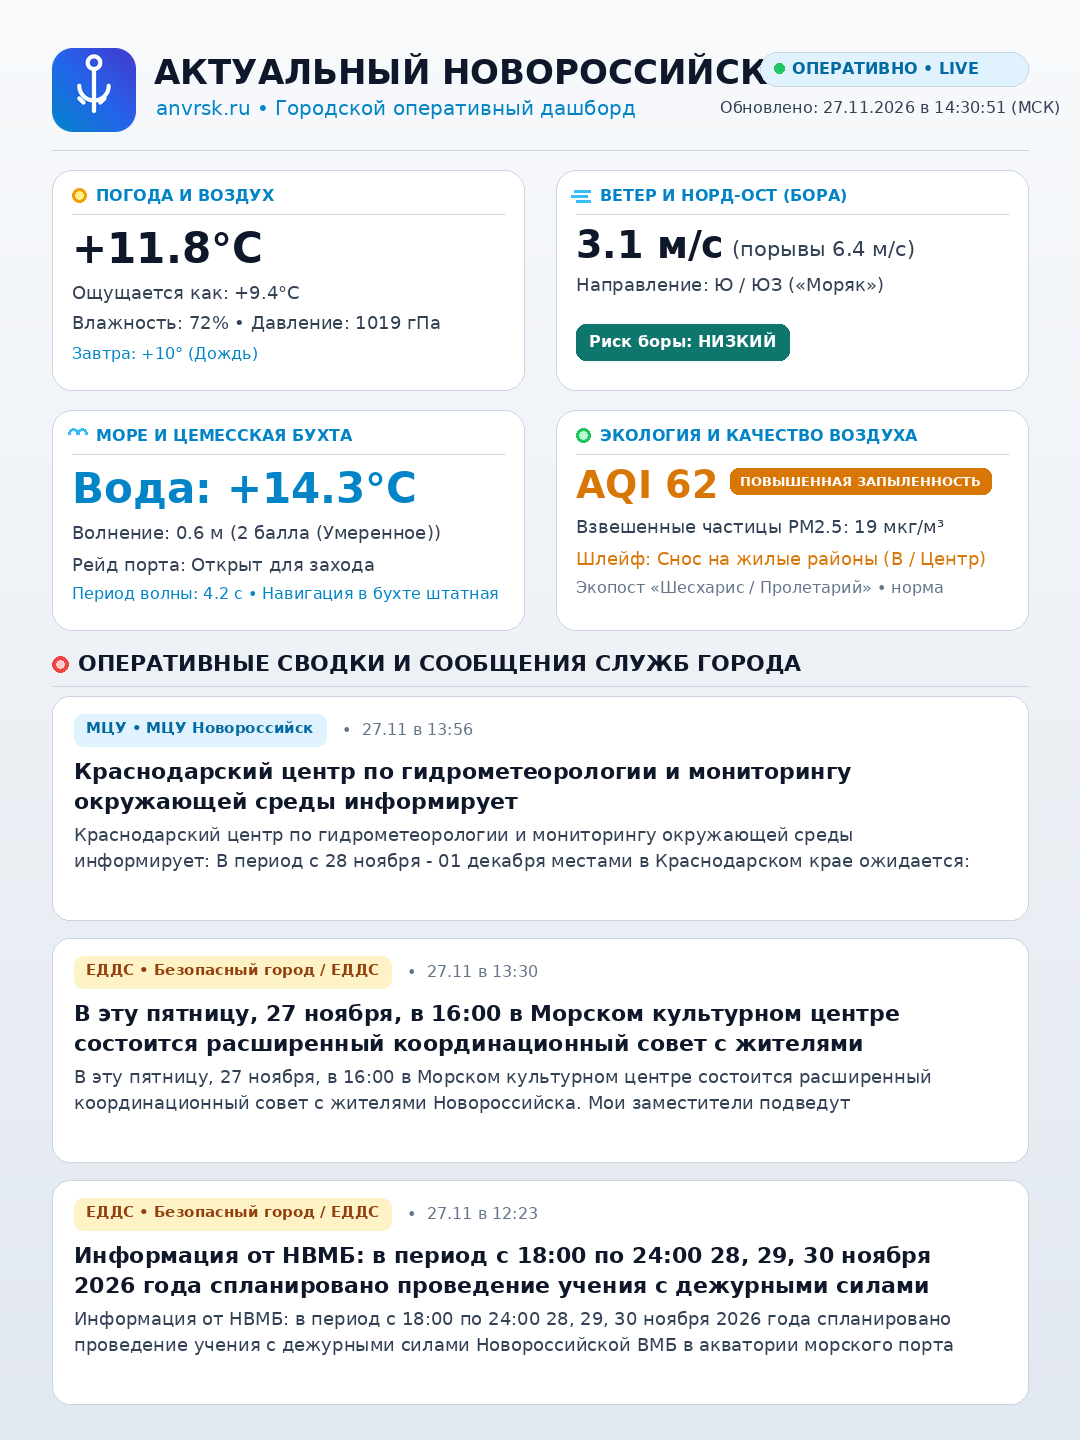 АКТУАЛЬНЫЙ НОВОРОССИЙСК
ОПЕРАТИВНО • LIVE
anvrsk.ru • Городской оперативный дашборд
Обновлено: 27.11.2026 в 14:30:51 (МСК)
ПОГОДА И ВОЗДУХ
+11.8°C
Ощущается как: +9.4°C
Влажность: 72% • Давление: 1019 гПа
Завтра: +10° (Дождь)
ВЕТЕР И НОРД-ОСТ (БОРА)
3.1 м/с (порывы 6.4 м/с)
Направление: Ю / ЮЗ («Моряк»)
Риск боры: НИЗКИЙ
МОРЕ И ЦЕМЕССКАЯ БУХТА
Вода: +14.3°C
Волнение: 0.6 м (2 балла (Умеренное))
Рейд порта: Открыт для захода
Период волны: 4.2 с • Навигация в бухте штатная
ЭКОЛОГИЯ И КАЧЕСТВО ВОЗДУХА
AQI 62 ПОВЫШЕННАЯ ЗАПЫЛЕННОСТЬ
Взвешенные частицы PM2.5: 19 мкг/м³
Шлейф: Снос на жилые районы (В / Центр)
Экопост «Шесхарис / Пролетарий» • норма
ОПЕРАТИВНЫЕ СВОДКИ И СООБЩЕНИЯ СЛУЖБ ГОРОДА
МЦУ • МЦУ Новороссийск • 27.11 в 13:56
Краснодарский центр по гидрометеорологии и мониторингу
окружающей среды информирует
Краснодарский центр по гидрометеорологии и мониторингу окружающей среды
информирует: В период с 28 ноября - 01 декабря местами в Краснодарском крае ожидается:
ЕДДС • Безопасный город / ЕДДС • 27.11 в 13:30
В эту пятницу, 27 ноября, в 16:00 в Морском культурном центре
состоится расширенный координационный совет с жителями
В эту пятницу, 27 ноября, в 16:00 в Морском культурном центре состоится расширенный
координационный совет с жителями Новороссийска. Мои заместители подведут
ЕДДС • Безопасный город / ЕДДС • 27.11 в 12:23
Информация от НВМБ: в период с 18:00 по 24:00 28, 29, 30 ноября
2026 года спланировано проведение учения с дежурными силами
Информация от НВМБ: в период с 18:00 по 24:00 28, 29, 30 ноября 2026 года спланировано
проведение учения с дежурными силами Новороссийской ВМБ в акватории морского порта